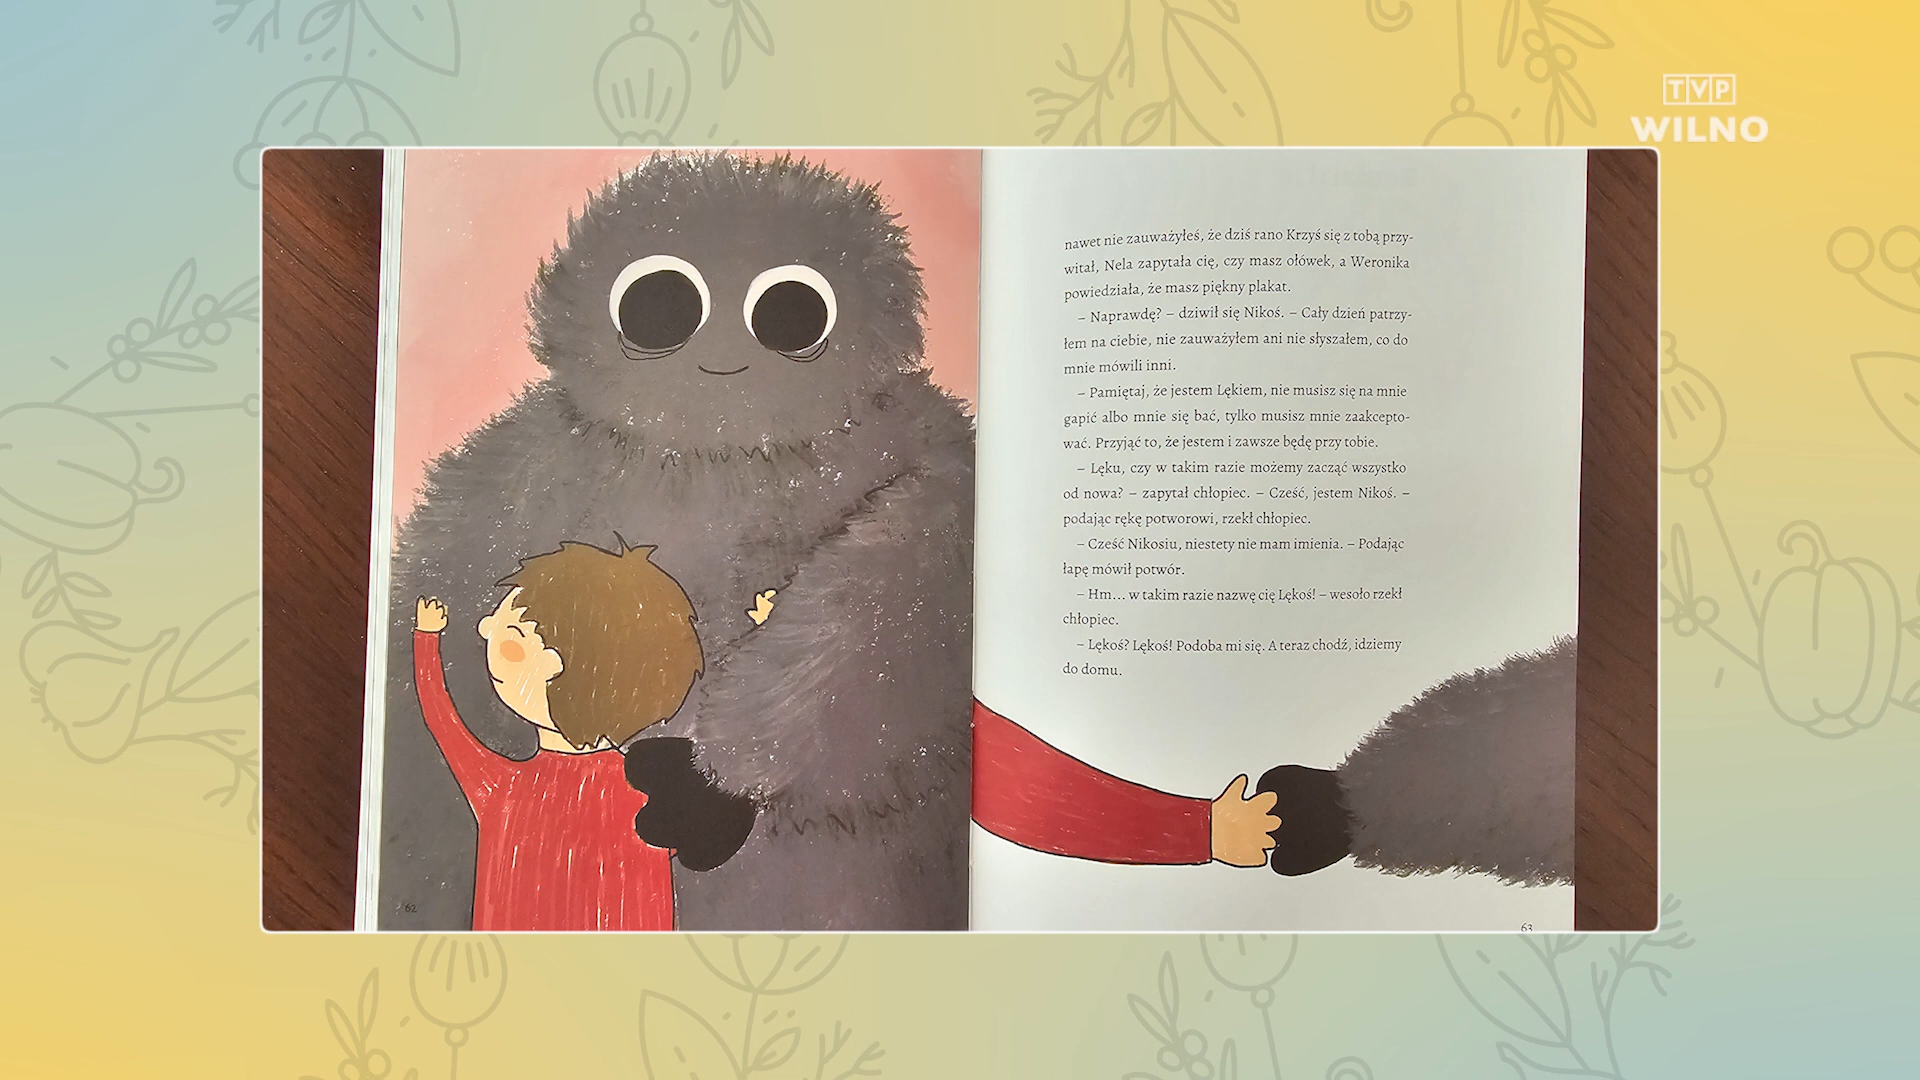 TVP
WILNO
nawet nie zauważyłeś, że dziś rano Krzyś się z tobą przy-
witał, Nela zapytała cię, czy masz ołówek, a Weronika
powiedziała, że masz piękny plakat.
– Naprawdę? – dziwił się Nikoś. – Cały dzień patrzy-
łem na ciebie, nie zauważyłem ani nie słyszałem, co do
mnie mówili inni.
– Pamiętaj, że jestem Lękiem, nie musisz się na mnie
gapić albo mnie się bać, tylko musisz mnie zaakcepto-
wać. Przyjąć to, że jestem i zawsze będę przy tobie.
– Lęku, czy w takim razie możemy zacząć wszystko
od nowa? – zapytał chłopiec. – Cześć, jestem Nikoś. –
podając rękę potworowi, rzekł chłopiec.
– Cześć Nikosiu, niestety nie mam imienia. – Podając
łapę mówił potwór.
– Hm... w takim razie nazwę cię Lękoś! – wesoło rzekł
chłopiec.
– Lękoś? Lękoś! Podoba mi się. A teraz chodź, idziemy
do domu.
62
63